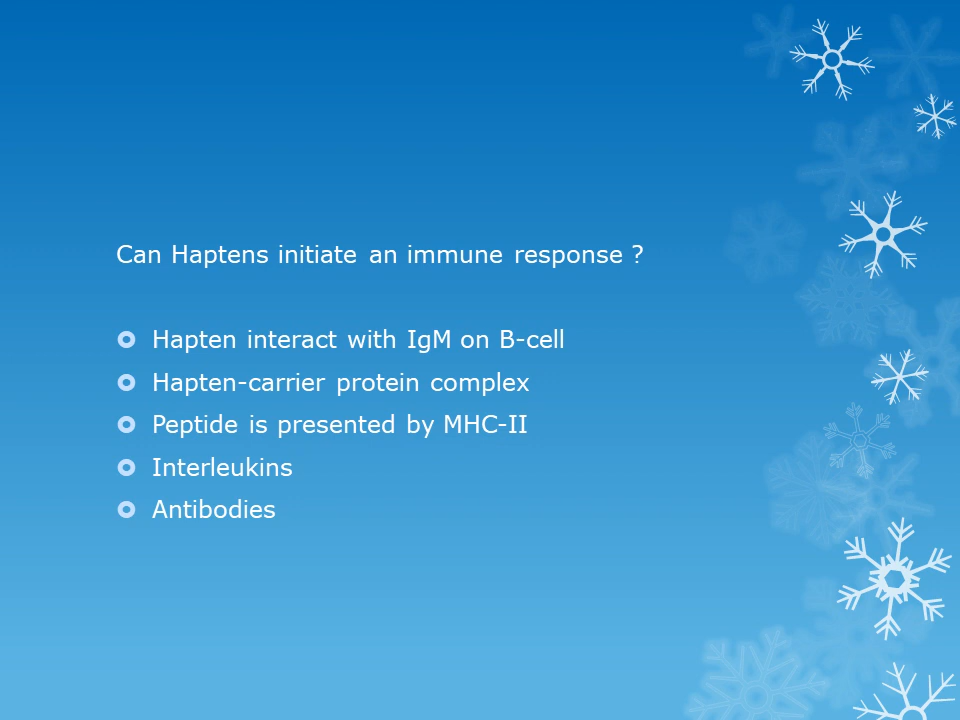 Can Haptens initiate an immune response ?
Hapten interact with IgM on B-cell
Hapten-carrier protein complex
Peptide is presented by MHC-II
Interleukins
Antibodies